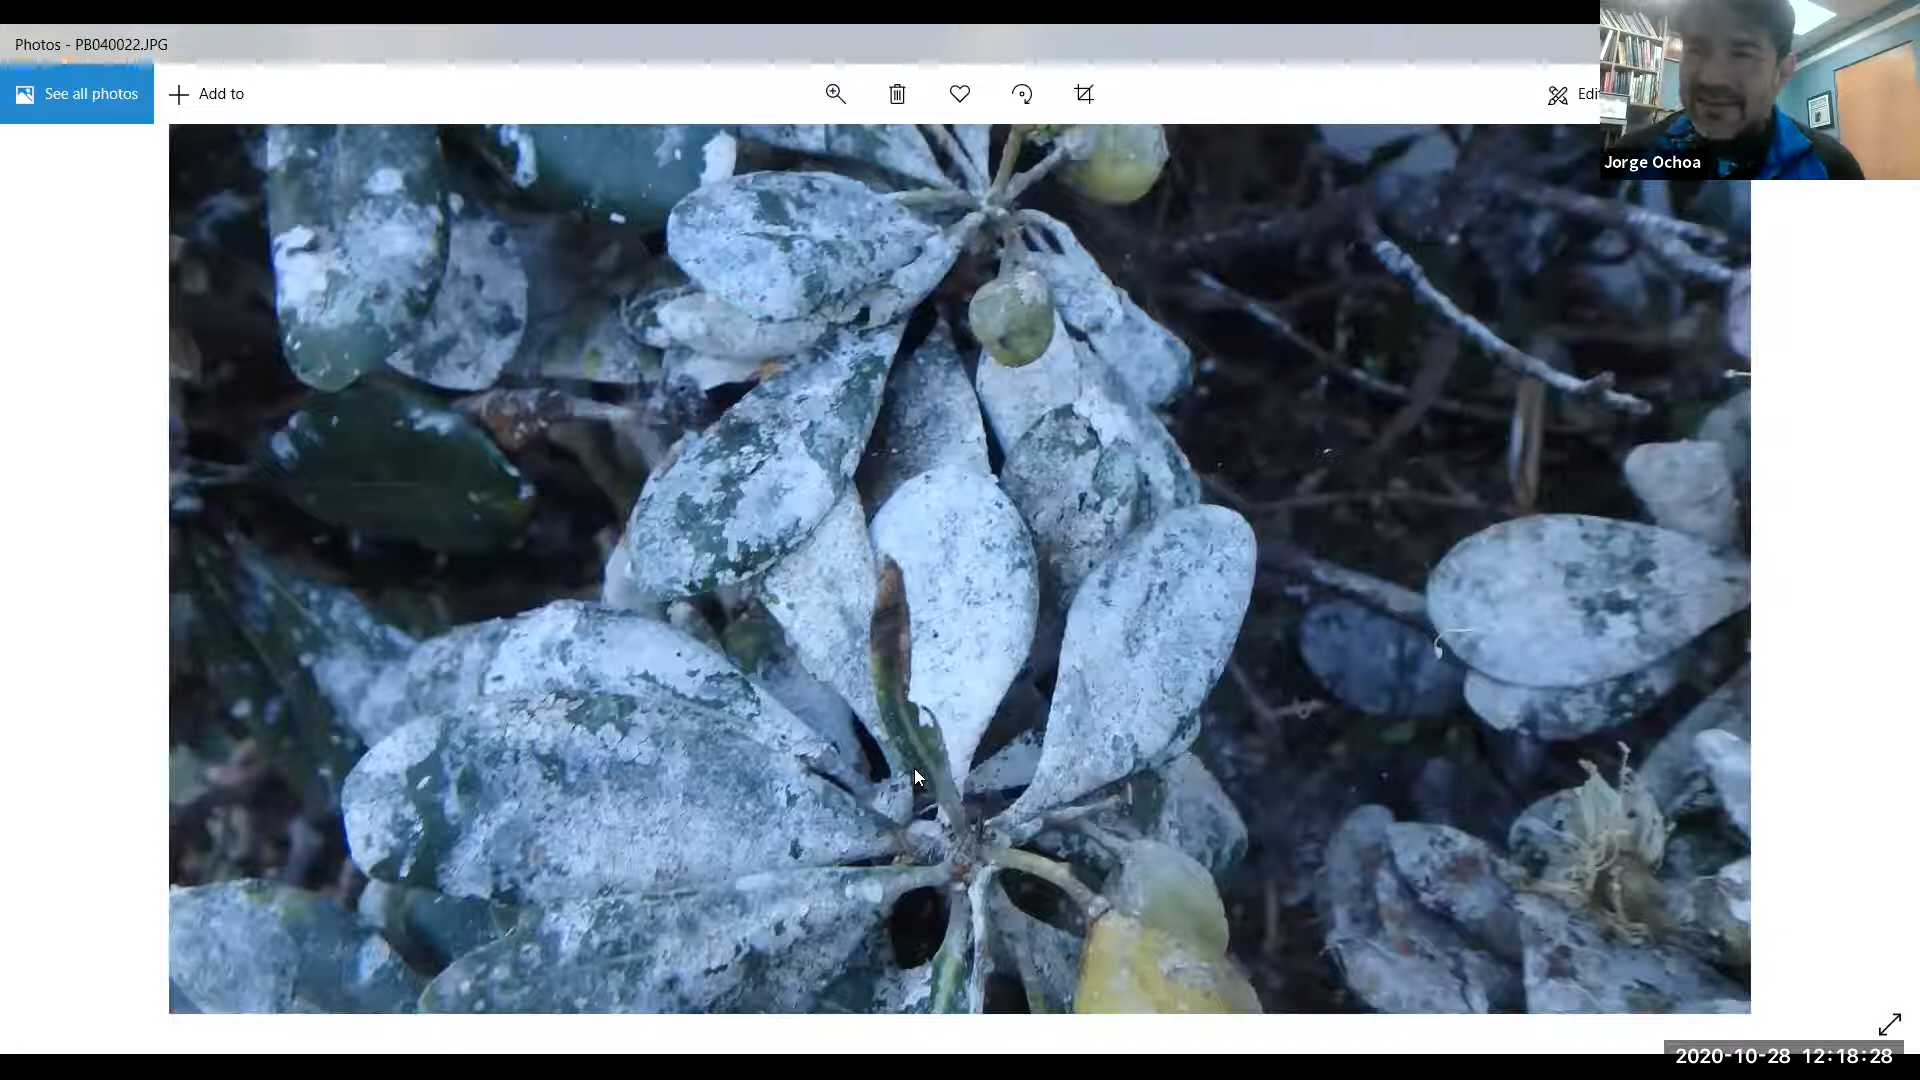 Photos - PB040022.JPG
See all photos
Add to
Edi
Jorge Ochoa
2020-10-28 12:18:28